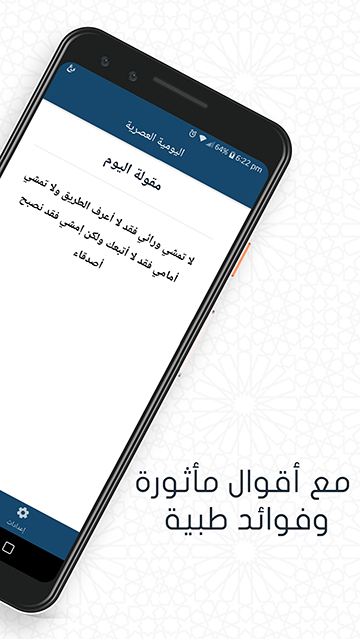 6:22 pm
64%
اليومية العصرية
مقولة اليوم
لا تمشي ورائي فقد لا أعرف الطريق ولا تمشي
أمامي فقد لا أتبعك ولكن إمشي فقد نصبح
أصدقاء
إعدادات
مع أقوال مأثورة
وفوائد طبية